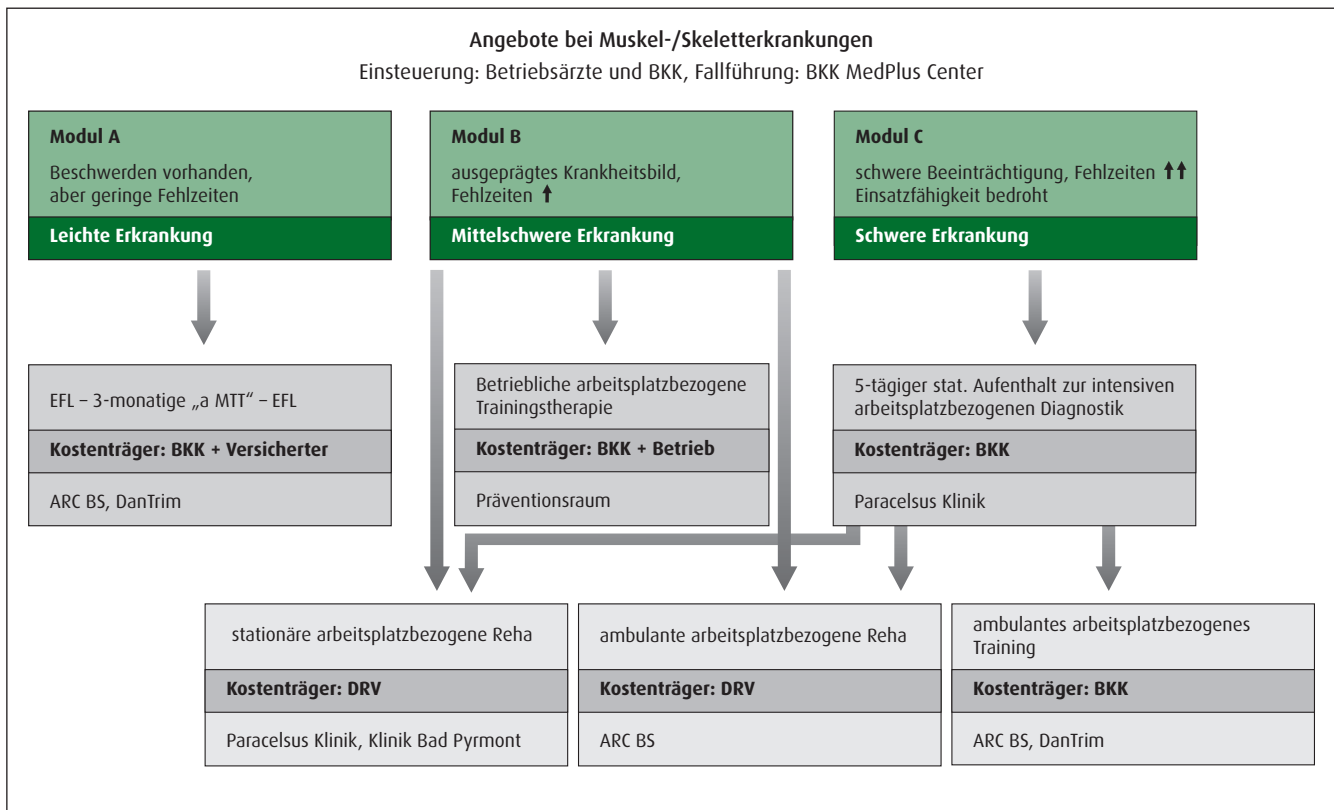 Angebote bei Muskel-/Skeletterkrankungen
Einsteuerung: Betriebsärzte und BKK, Fallführung: BKK MedPlus Center
Modul A
Beschwerden vorhanden,
aber geringe Fehlzeiten
Leichte Erkrankung
Modul B
ausgeprägtes Krankheitsbild,
Fehlzeiten ↑
Mittelschwere Erkrankung
Modul C
schwere Beeinträchtigung, Fehlzeiten ↑↑
Einsatzfähigkeit bedroht
Schwere Erkrankung
EFL – 3-monatige „a MTT“ – EFL
Kostenträger: BKK + Versicherter
ARC BS, DanTrim
Betriebliche arbeitsplatzbezogene
Trainingstherapie
Kostenträger: BKK + Betrieb
Präventionsraum
5-tägiger stat. Aufenthalt zur intensiven
arbeitsplatzbezogenen Diagnostik
Kostenträger: BKK
Paracelsus Klinik
stationäre arbeitsplatzbezogene Reha
Kostenträger: DRV
Paracelsus Klinik, Klinik Bad Pyrmont
ambulante arbeitsplatzbezogene Reha
Kostenträger: DRV
ARC BS
ambulantes arbeitsplatzbezogenes
Training
Kostenträger: BKK
ARC BS, DanTrim